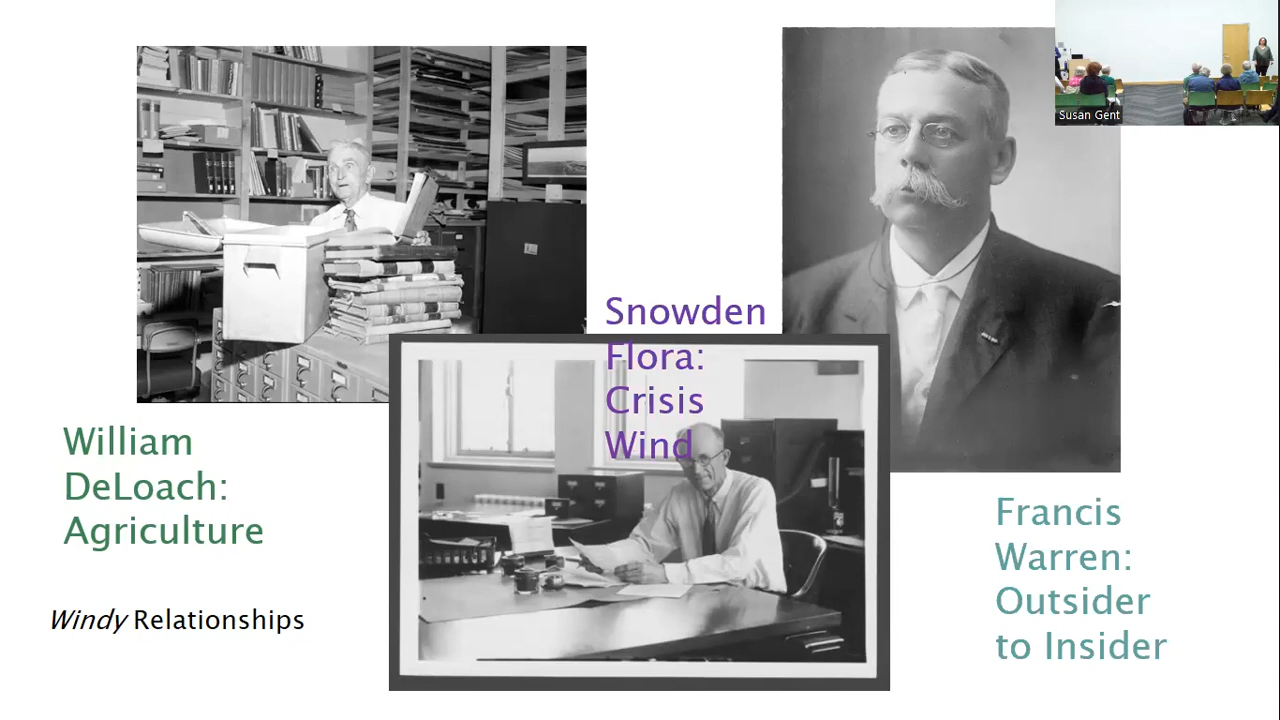 Susan Gent
Snowden
Flora:
Crisis
Wind
William
DeLoach:
Agriculture
Francis
Warren:
Outsider
to Insider
Windy Relationships